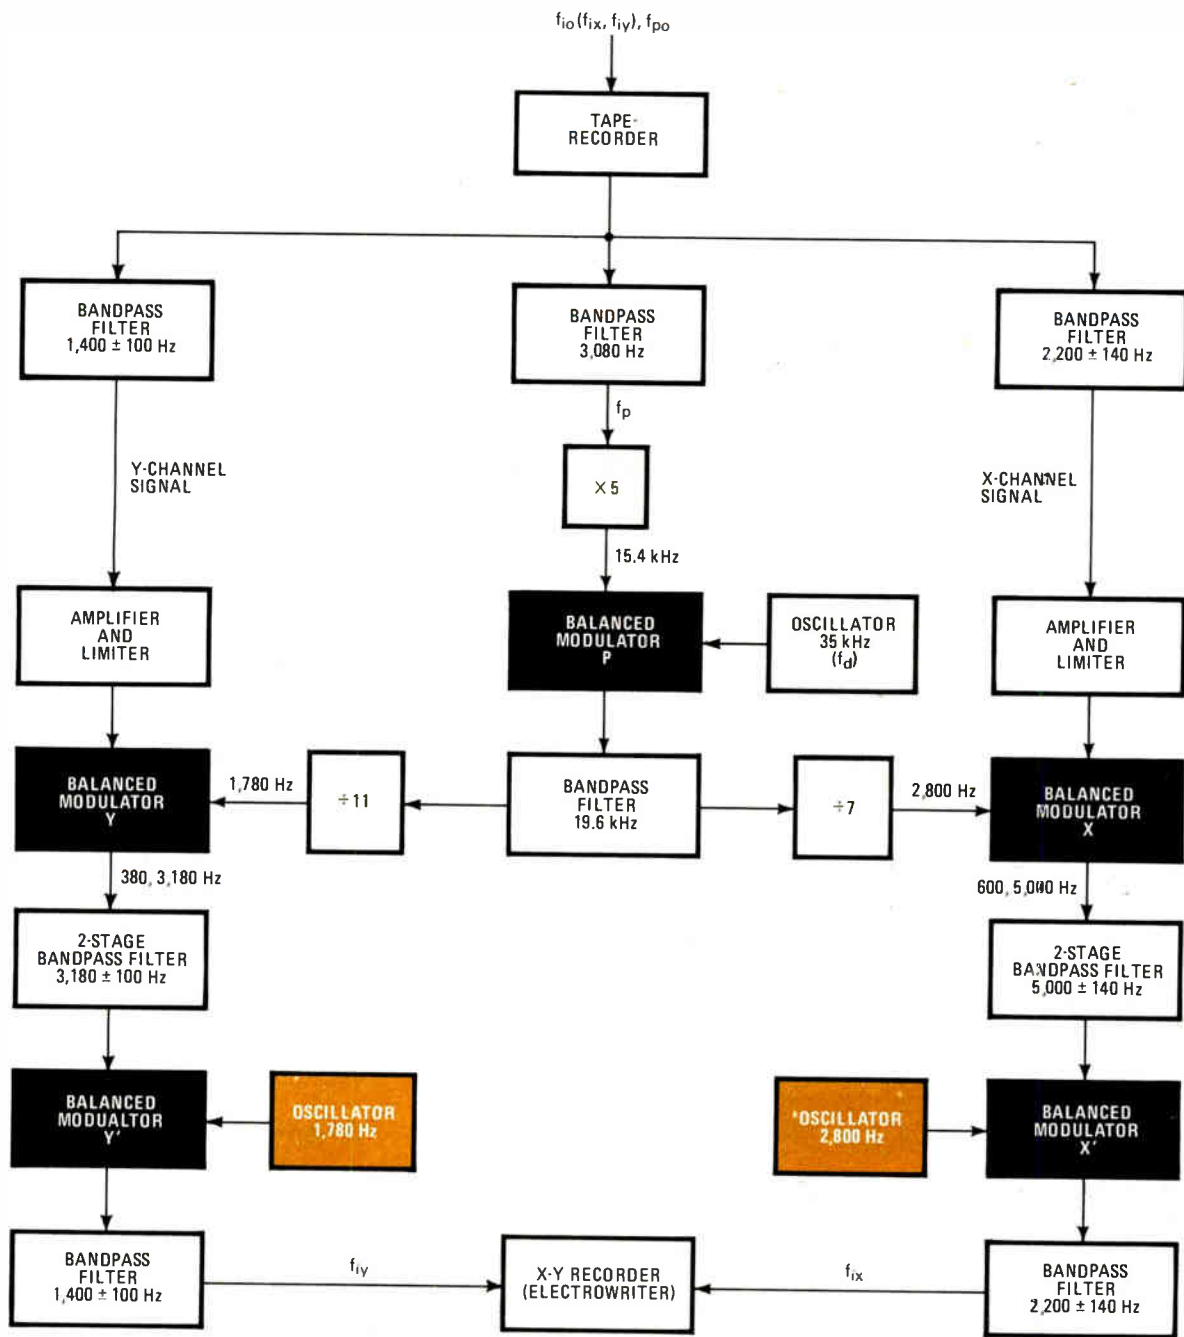 fio(fix, fiy), fpo
TAPE-
RECORDER
BANDPASS
FILTER
1,400 ± 100 Hz
BANDPASS
FILTER
3,080 Hz
BANDPASS
FILTER
2,200 ± 140 Hz
fp
Y-CHANNEL
SIGNAL
× 5
X-CHANNEL
SIGNAL
15.4 kHz
AMPLIFIER
AND
LIMITER
BALANCED
MODULATOR
P
OSCILLATOR
35 kHz
(fd)
AMPLIFIER
AND
LIMITER
BALANCED
MODULATOR
Y
1,780 Hz
÷11
BANDPASS
FILTER
19.6 kHz
÷7
2,800 Hz
BALANCED
MODULATOR
X
380, 3,180 Hz
600, 5,000 Hz
2-STAGE
BANDPASS FILTER
3,180 ± 100 Hz
2-STAGE
BANDPASS FILTER
5,000 ± 140 Hz
BALANCED
MODUALTOR
Y'
OSCILLATOR
1,780 Hz
OSCILLATOR
2,800 Hz
BALANCED
MODULATOR
X'
BANDPASS
FILTER
1,400 ± 100 Hz
fiy
X-Y RECORDER
(ELECTROWRITER)
fix
BANDPASS
FILTER
2,200 ± 140 Hz